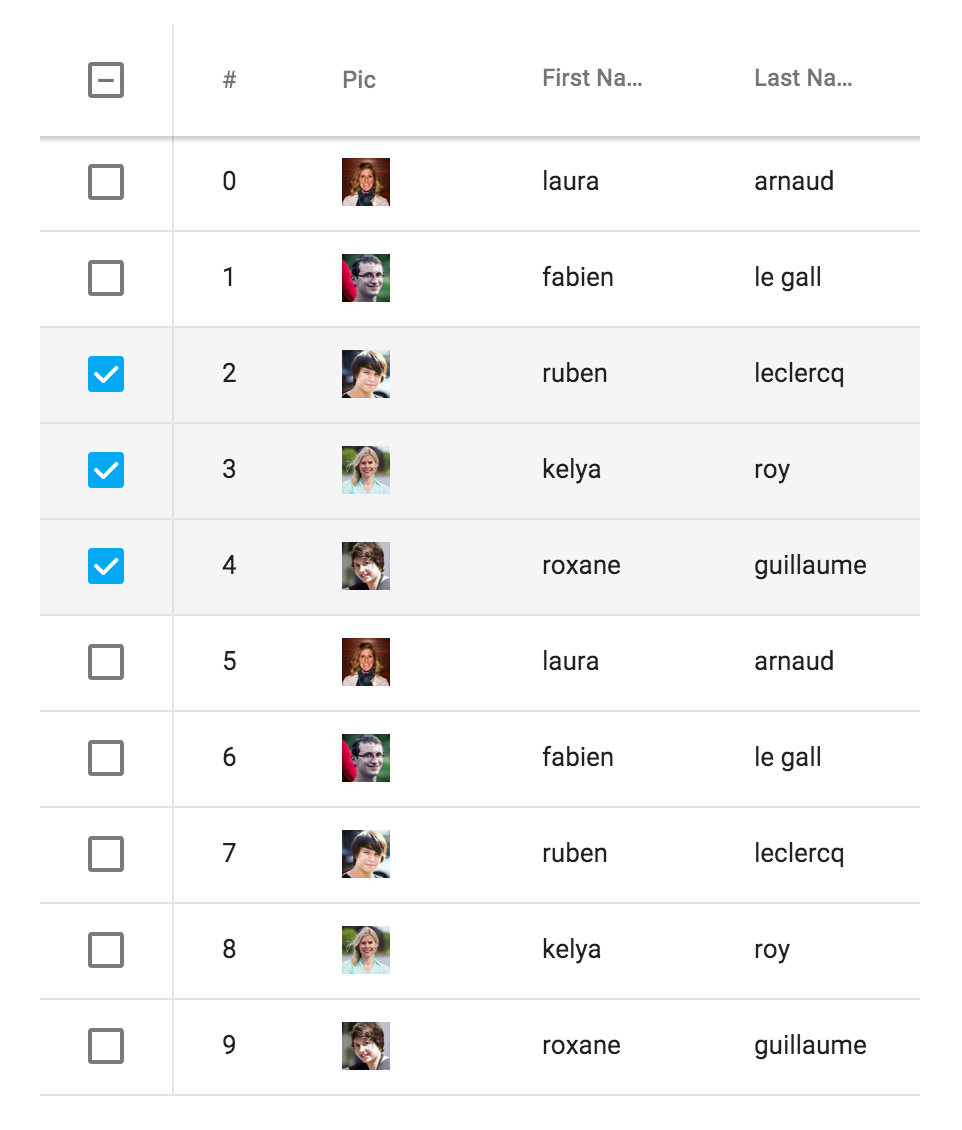 # Pic First Na... Last Na...
0 laura arnaud
1 fabien le gall
2 ruben leclercq
3 kelya roy
4 roxane guillaume
5 laura arnaud
6 fabien le gall
7 ruben leclercq
8 kelya roy
9 roxane guillaume